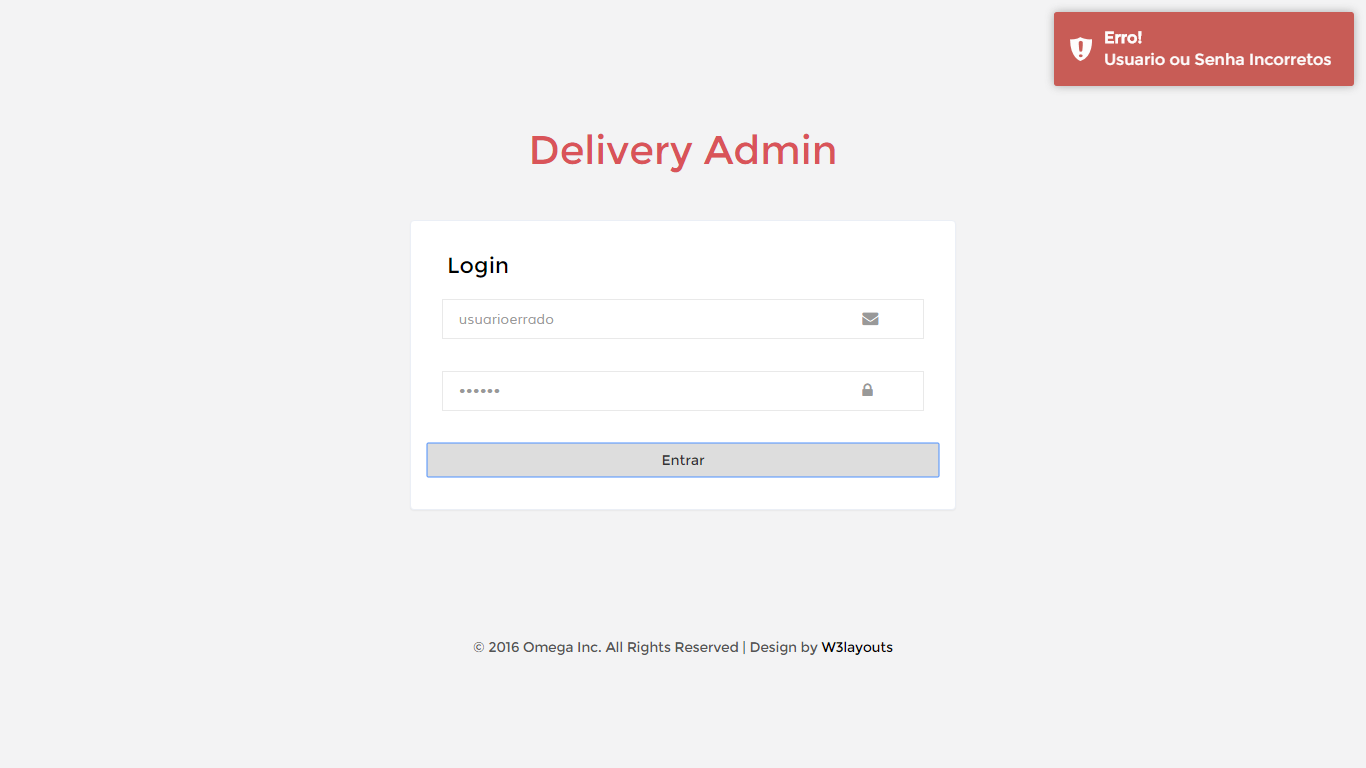 Erro!
Usuario ou Senha Incorretos
Delivery Admin
Login
usuarioerrado
••••••
Entrar
© 2016 Omega Inc. All Rights Reserved | Design by W3layouts